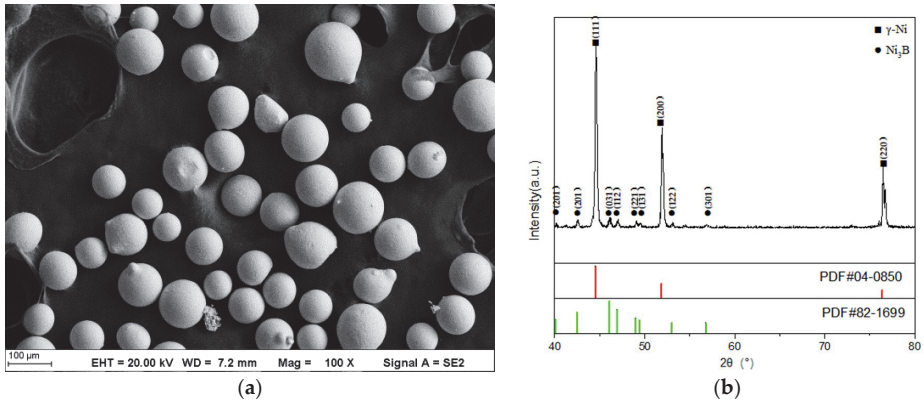 100 μm
EHT = 20.00 kV WD = 7.2 mm Mag = 100 X Signal A = SE2
(a)
■ γ-Ni
● Ni₃B
■(111)
■(200)
■(220)
●(201)
●(201)
●(031)
●(112)
●(221)
●(131)
●(122)
●(301)
Intensity(a.u.)
PDF#04-0850
PDF#82-1699
40 50 60 70 80
2θ (°)
(b)